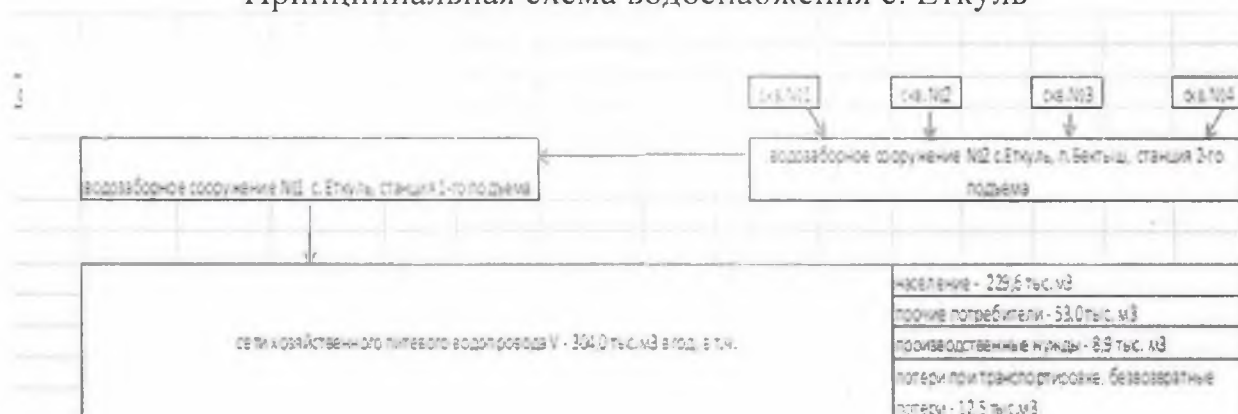 Принципиальная схема водоснабжения с. Еткуль
скв.№1
скв.№2
скв.№3
скв.№4
водозаборное сооружение №2 с.Еткуль, п.Бектыш, станция 2-го
подъема
водозаборное сооружение №1 с. Еткуль, станция 1-го подъема
население - 229,6 тыс. м3
прочие потребители - 53,0 тыс. м3
сети хозяйственного питьевого водопровода V - 304,0 тыс.м3 в год, в т.ч.
производственные нужды - 8,9 тыс. м3
потери при транспортировке, безвозвратные
потери - 12,5 тыс.м3